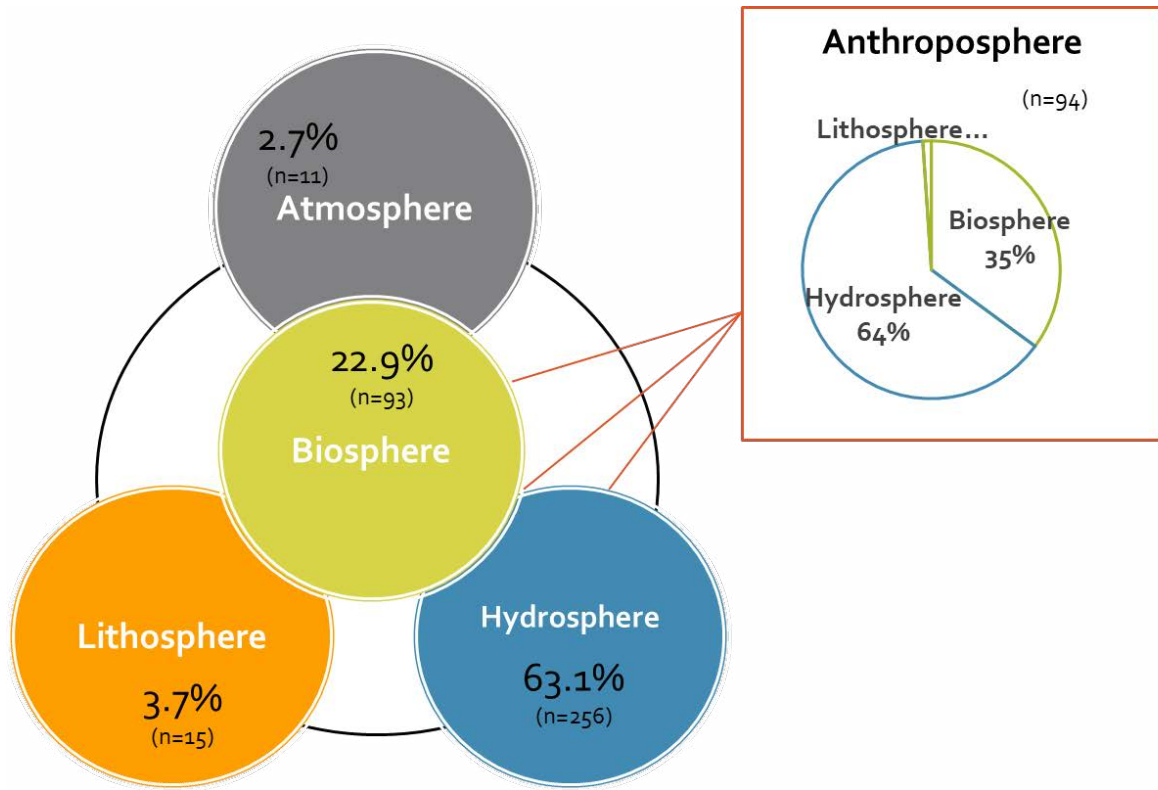 Anthroposphere
(n=94)
Lithosphere...
Biosphere
35%
Hydrosphere
64%
2.7%
(n=11)
Atmosphere
22.9%
(n=93)
Biosphere
Lithosphere
3.7%
(n=15)
Hydrosphere
63.1%
(n=256)